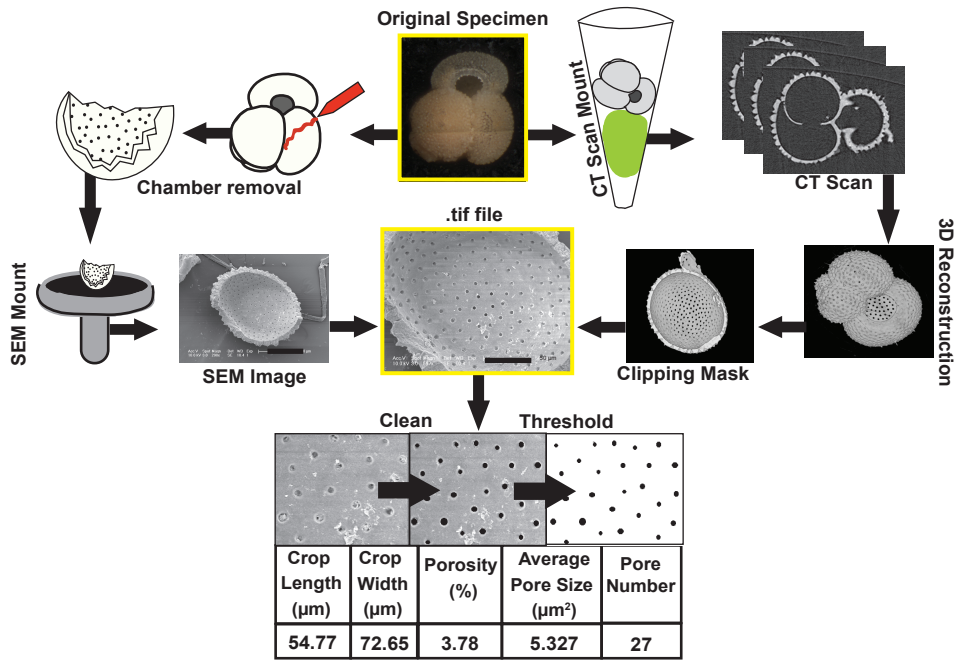 Original Specimen
CT Scan Mount
Chamber removal
CT Scan
.tif file
3D Reconstruction
SEM Mount
SEM Image
Clipping Mask
50 µm
Clean
Threshold
Crop
Length
(µm)
Crop
Width
(µm)
Porosity
(%)
Average
Pore Size
(µm²)
Pore
Number
54.77
72.65
3.78
5.327
27